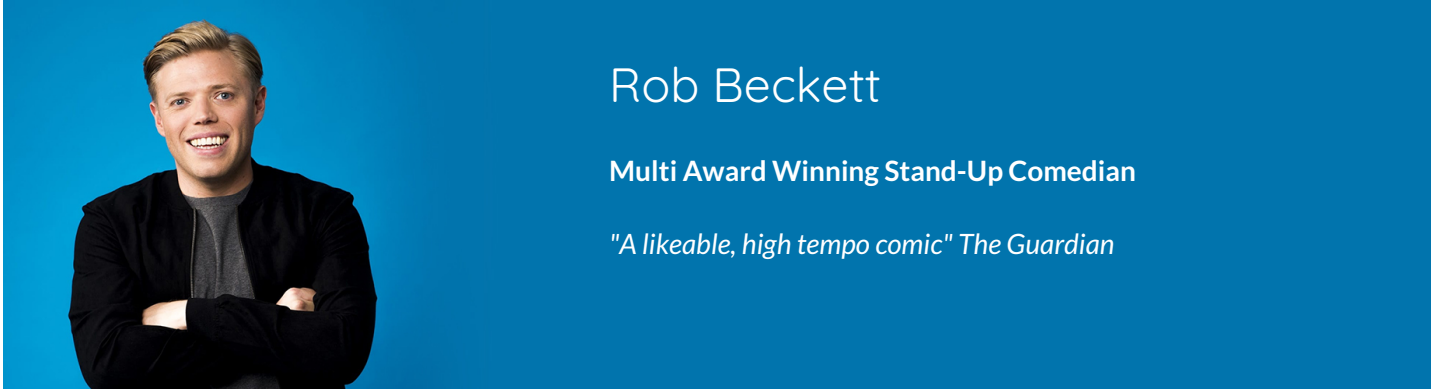 Rob Beckett
Multi Award Winning Stand-Up Comedian
"A likeable, high tempo comic" The Guardian